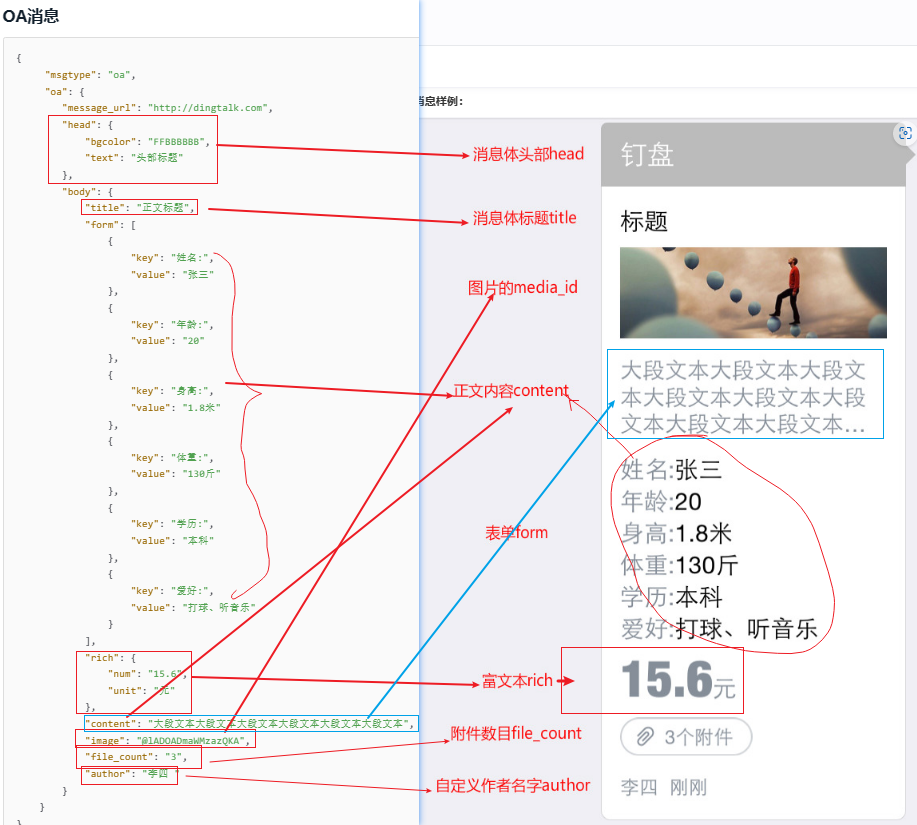 OA消息
{
"msgtype": "oa",
"oa": {
"message_url": "http://dingtalk.com",
"head": {
"bgcolor": "FFBBBBBB",
"text": "头部标题"
},
"body": {
"title": "正文标题",
"form": [
{
"key": "姓名:",
"value": "张三"
},
{
"key": "年龄:",
"value": "20"
},
{
"key": "身高:",
"value": "1.8米"
},
{
"key": "体重:",
"value": "130斤"
},
{
"key": "学历:",
"value": "本科"
},
{
"key": "爱好:",
"value": "打球、听音乐"
}
],
"rich": {
"num": "15.6",
"unit": "元"
},
"content": "大段文本大段文本大段文本大段文本大段文本大段文本",
"image": "@lADOADmaWMzazQKA",
"file_count": "3",
"author": "李四 "
}
}
消息样例：
消息体头部head
消息体标题title
图片的media_id
正文内容content
表单form
富文本rich
附件数目file_count
自定义作者名字author
钉盘
标题
大段文本大段文本大段文
本大段文本大段文本大段
文本大段文本大段文本...
姓名:张三
年龄:20
身高:1.8米
体重:130斤
学历:本科
爱好:打球、听音乐
15.6元
3个附件
李四 刚刚